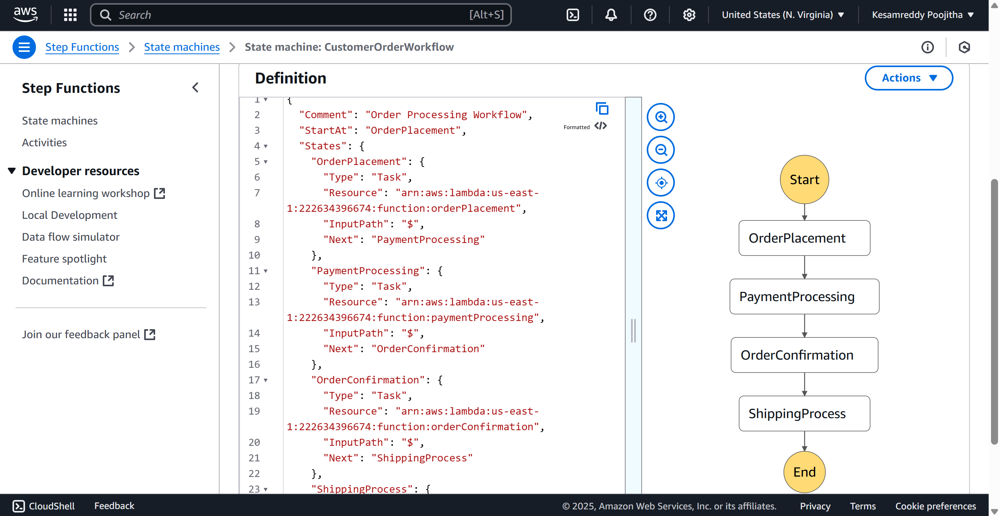 aws
Search
[Alt+S]
United States (N. Virginia)
Kesamreddy Poojitha
Step Functions
State machines
State machine: CustomerOrderWorkflow
Step Functions
State machines
Activities
Developer resources
Online learning workshop
Local Development
Data flow simulator
Feature spotlight
Documentation
Join our feedback panel
Definition
Actions
1 {
2 "Comment": "Order Processing Workflow",
3 "StartAt": "OrderPlacement",
4 "States": {
5 "OrderPlacement": {
6 "Type": "Task",
7 "Resource": "arn:aws:lambda:us-east-
1:222634396674:function:orderPlacement",
8 "InputPath": "$",
9 "Next": "PaymentProcessing"
10 },
11 "PaymentProcessing": {
12 "Type": "Task",
13 "Resource": "arn:aws:lambda:us-east-
1:222634396674:function:paymentProcessing",
14 "InputPath": "$",
15 "Next": "OrderConfirmation"
16 },
17 "OrderConfirmation": {
18 "Type": "Task",
19 "Resource": "arn:aws:lambda:us-east-
1:222634396674:function:orderConfirmation",
20 "InputPath": "$",
21 "Next": "ShippingProcess"
22 },
23 "ShippingProcess": {
Formatted
Start
OrderPlacement
PaymentProcessing
OrderConfirmation
ShippingProcess
End
CloudShell
Feedback
© 2025, Amazon Web Services, Inc. or its affiliates.
Privacy
Terms
Cookie preferences